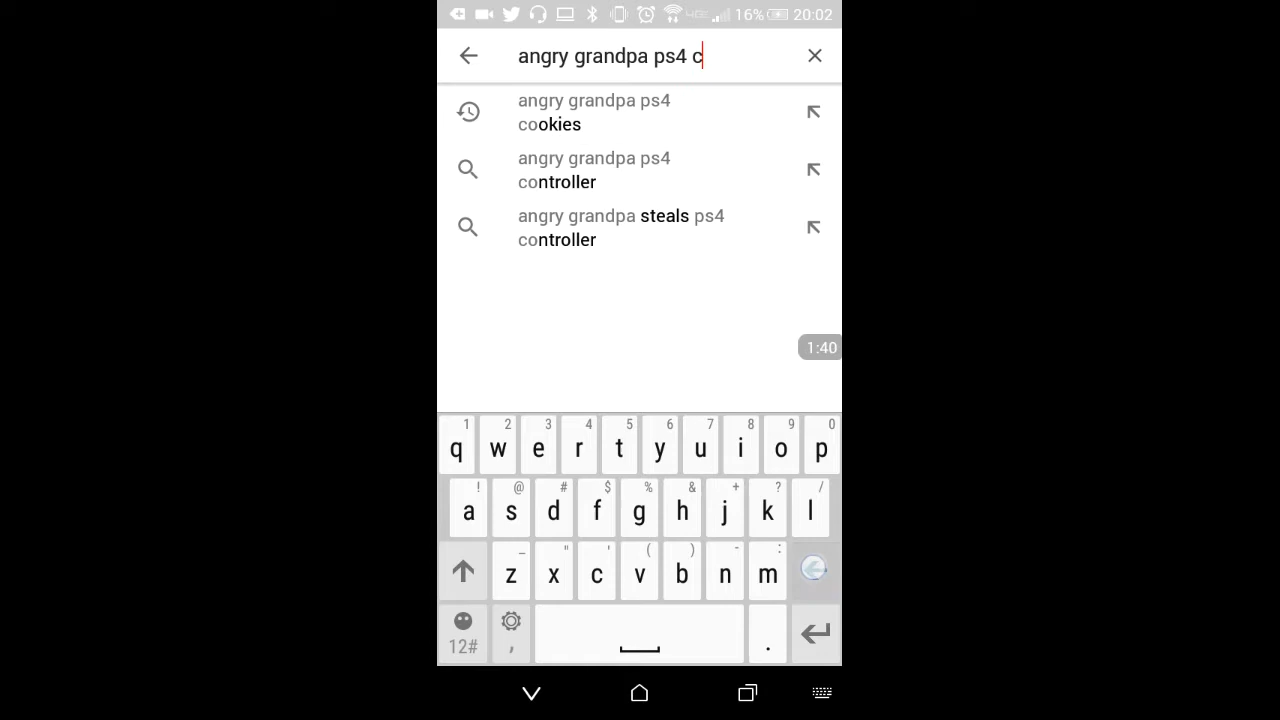 16% 20:02
angry grandpa ps4 c
angry grandpa ps4
cookies
angry grandpa ps4
controller
angry grandpa steals ps4
controller
1:40
1 2 3 4 5 6 7 8 9 0
q w e r t y u i o p
! @ # $ % & + ? /
a s d f g h j k l
_ " ' ( ) - :
z x c v b n m
12# , .